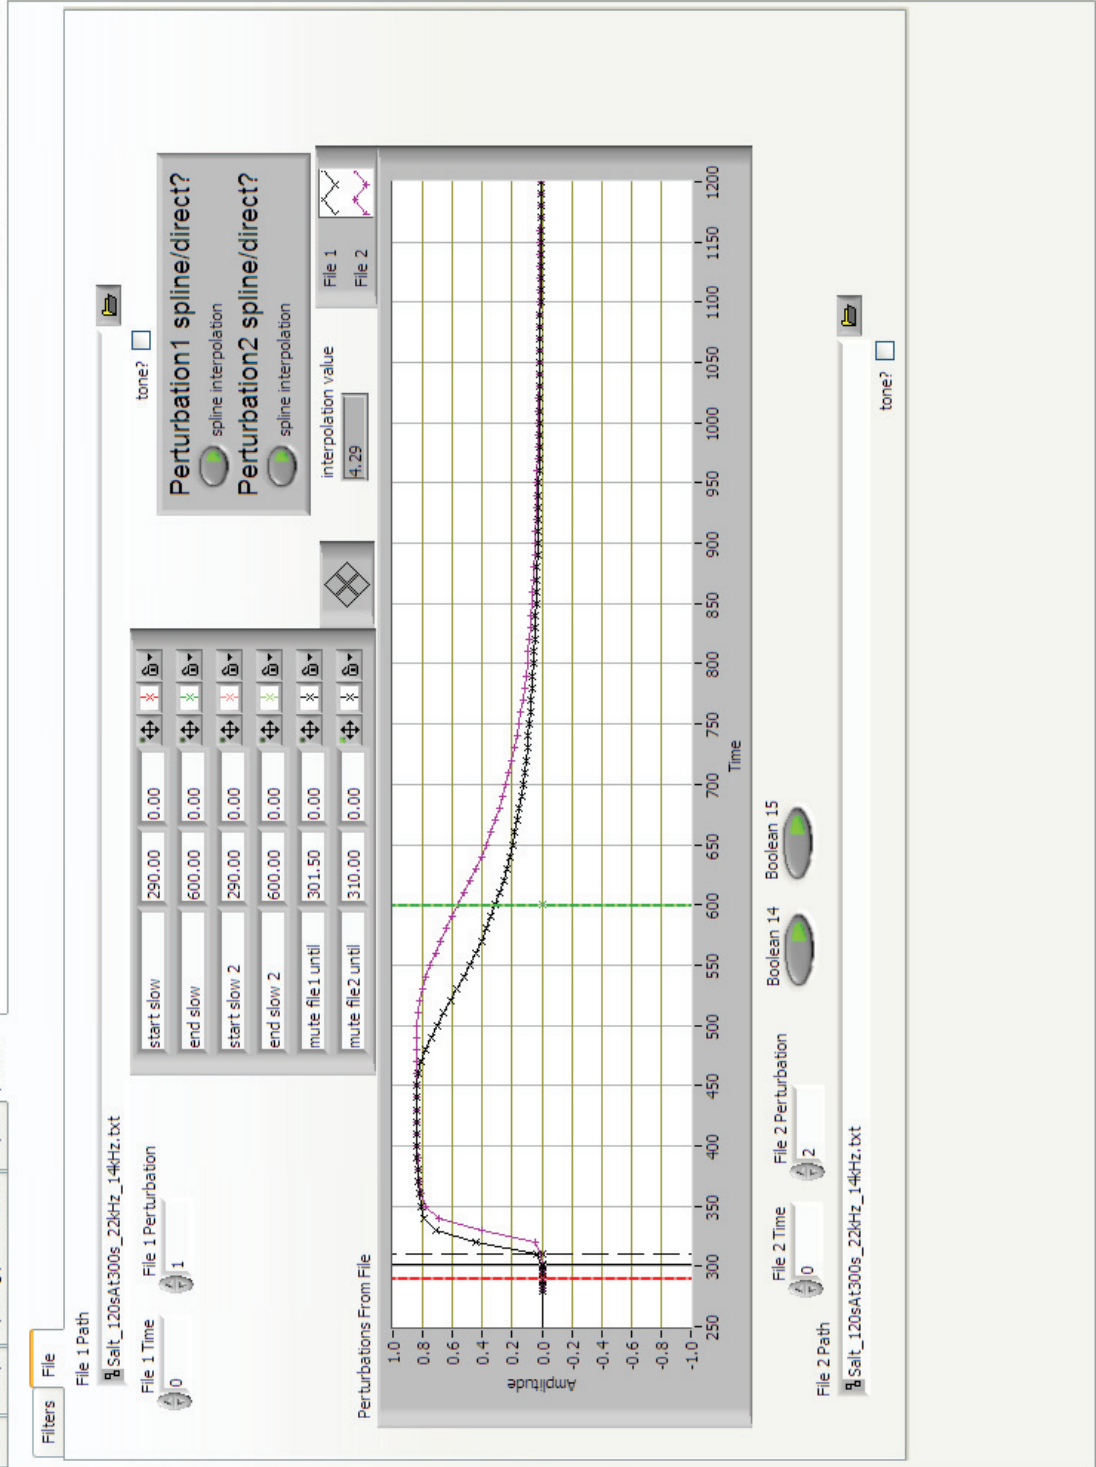 Filters File
File 1 Path
Salt_120sAt300s_22kHz_14kHz.txt
tone?
File 1 Time File 1 Perturbation
0 1
start slow 290.00 0.00
end slow 600.00 0.00
start slow 2 290.00 0.00
end slow 2 600.00 0.00
mute file1 until 301.50 0.00
mute file2 until 310.00 0.00
Perturbation1 spline/direct?
spline interpolation
Perturbation2 spline/direct?
spline interpolation
interpolation value
4.29
File 1
File 2
Perturbations From File
Amplitude
1.0
0.8
0.6
0.4
0.2
0.0
-0.2
-0.4
-0.6
-0.8
-1.0
250 300 350 400 450 500 550 600 650 700 750 800 850 900 950 1000 1050 1100 1150 1200
Time
File 2 Time File 2 Perturbation Boolean 14 Boolean 15
0 2
File 2 Path
Salt_120sAt300s_22kHz_14kHz.txt
tone?